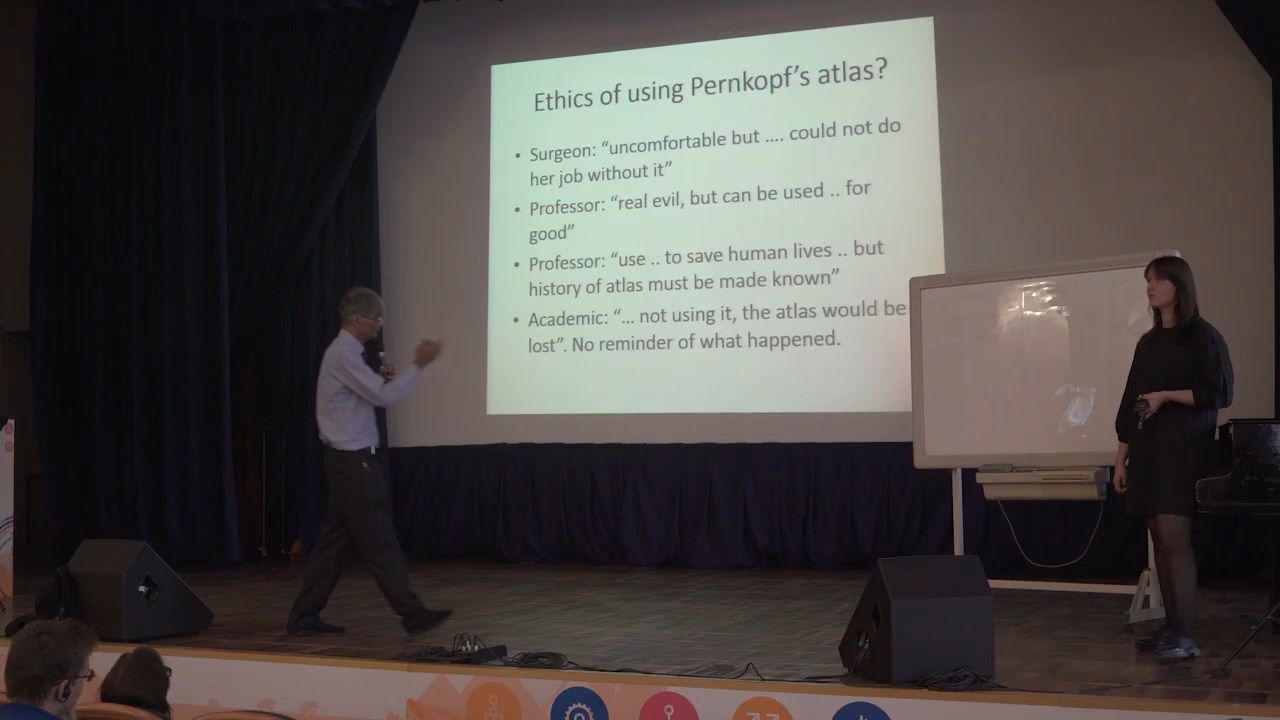 Ethics of using Pernkopf's atlas?
• Surgeon: "uncomfortable but .... could not do
her job without it"
• Professor: "real evil, but can be used .. for
good"
• Professor: "use .. to save human lives .. but
history of atlas must be made known"
• Academic: "... not using it, the atlas would be
lost". No reminder of what happened.